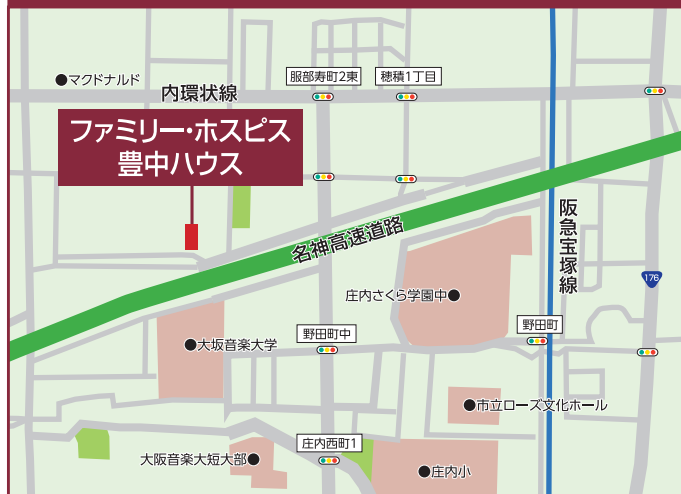 マクドナルド
内環状線
服部寿町2東
穂積1丁目
ファミリー・ホスピス
豊中ハウス
名神高速道路
阪急宝塚線
176
庄内さくら学園中
野田町中
野田町
大坂音楽大学
市立ローズ文化ホール
庄内西町1
大阪音楽大短大部
庄内小